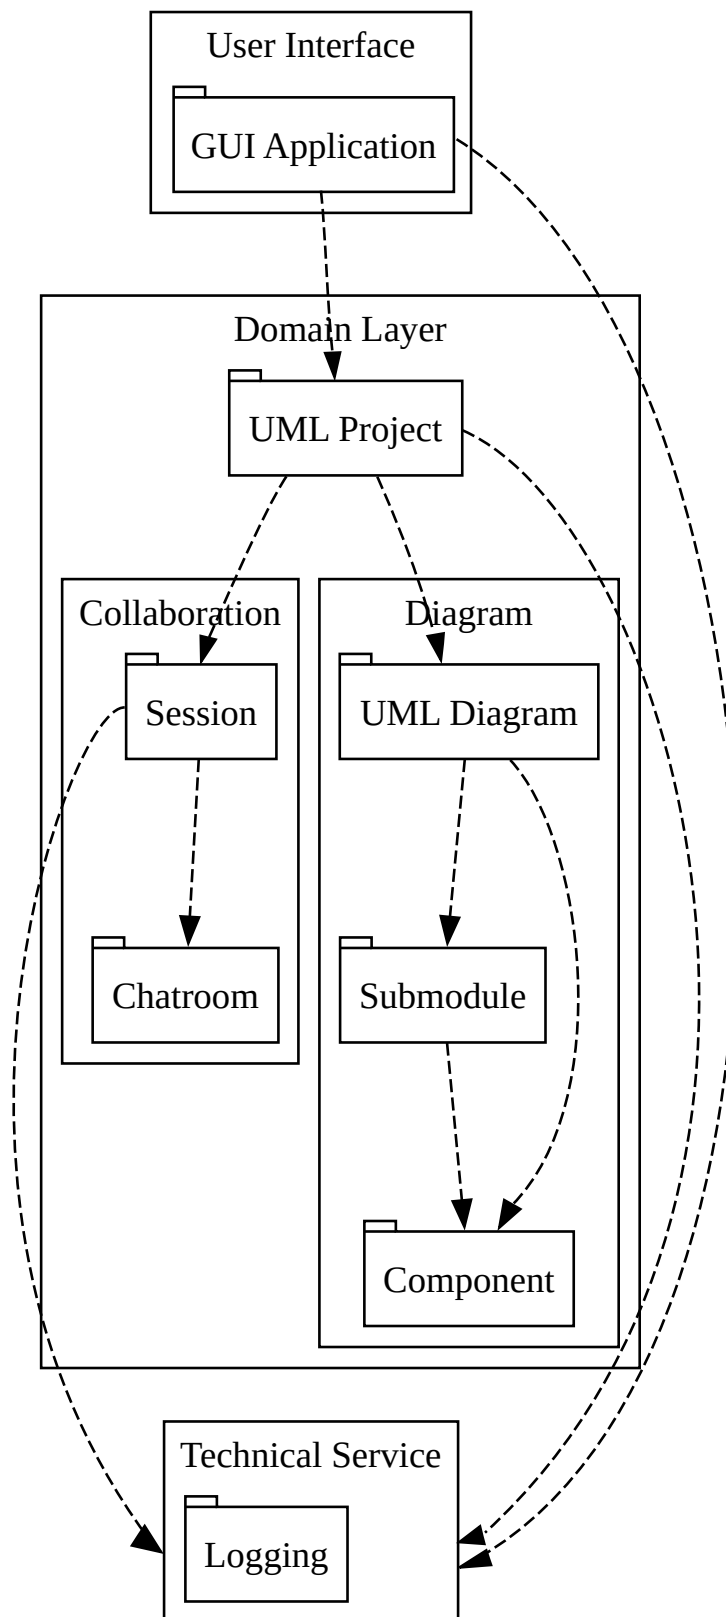 User Interface
GUI Application
Domain Layer
UML Project
Collaboration
Diagram
Session
UML Diagram
Chatroom
Submodule
Component
Technical Service
Logging